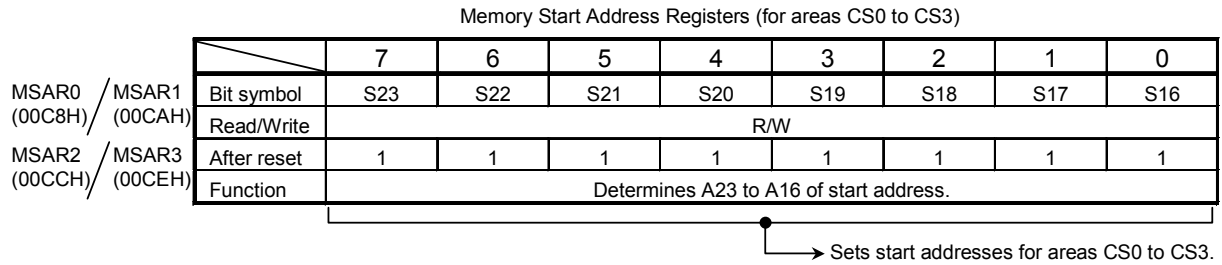 Memory Start Address Registers (for areas CS0 to CS3)
7 6 5 4 3 2 1 0
MSAR0 / MSAR1 Bit symbol S23 S22 S21 S20 S19 S18 S17 S16
(00C8H) (00CAH) Read/Write R/W
MSAR2 / MSAR3 After reset 1 1 1 1 1 1 1 1
(00CCH) (00CEH) Function Determines A23 to A16 of start address.
Sets start addresses for areas CS0 to CS3.